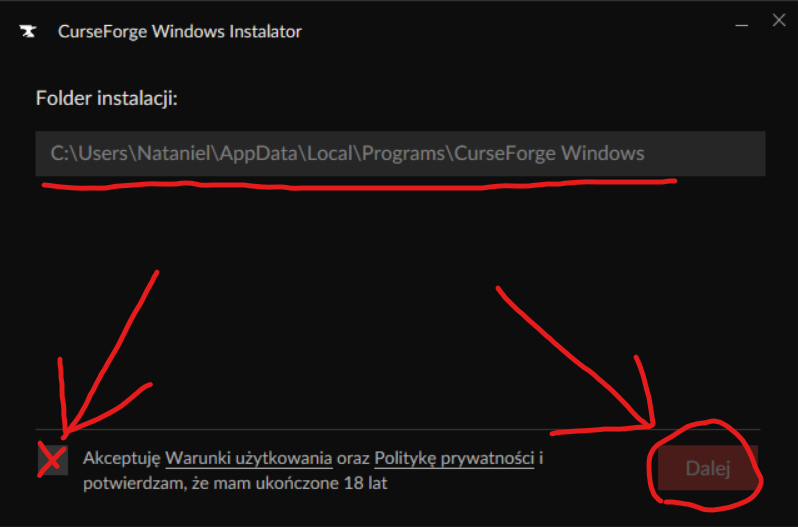 CurseForge Windows Instalator
Folder instalacji:
C:\Users\Nataniel\AppData\Local\Programs\CurseForge Windows
Akceptuję Warunki użytkowania oraz Politykę prywatności i
potwierdzam, że mam ukończone 18 lat
Dalej